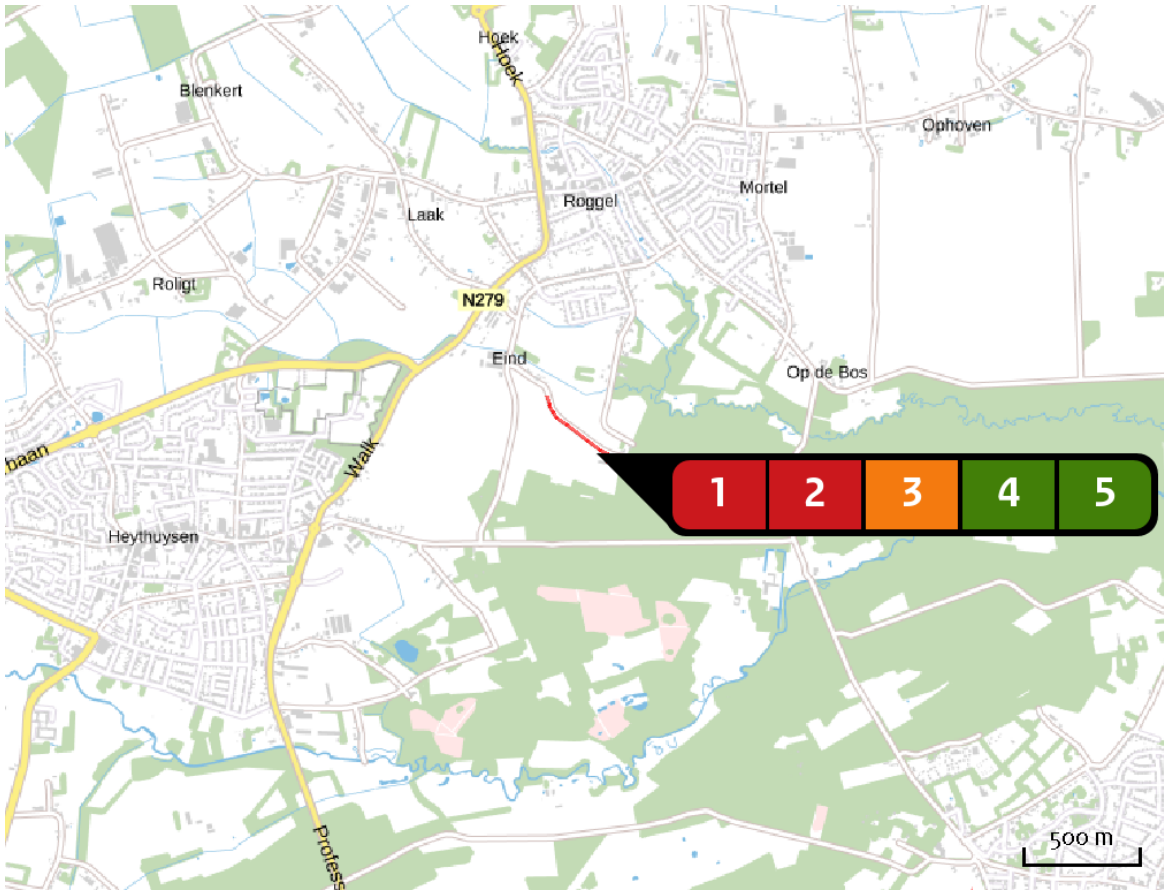 Hoek
Hoek
Blenkert
Ophoven
Mortel
Roggel
Laak
Roligt
N279
Eind
Op de Bos
baan
Walk
1 2 3 4 5
Heythuysen
500 m
Profess